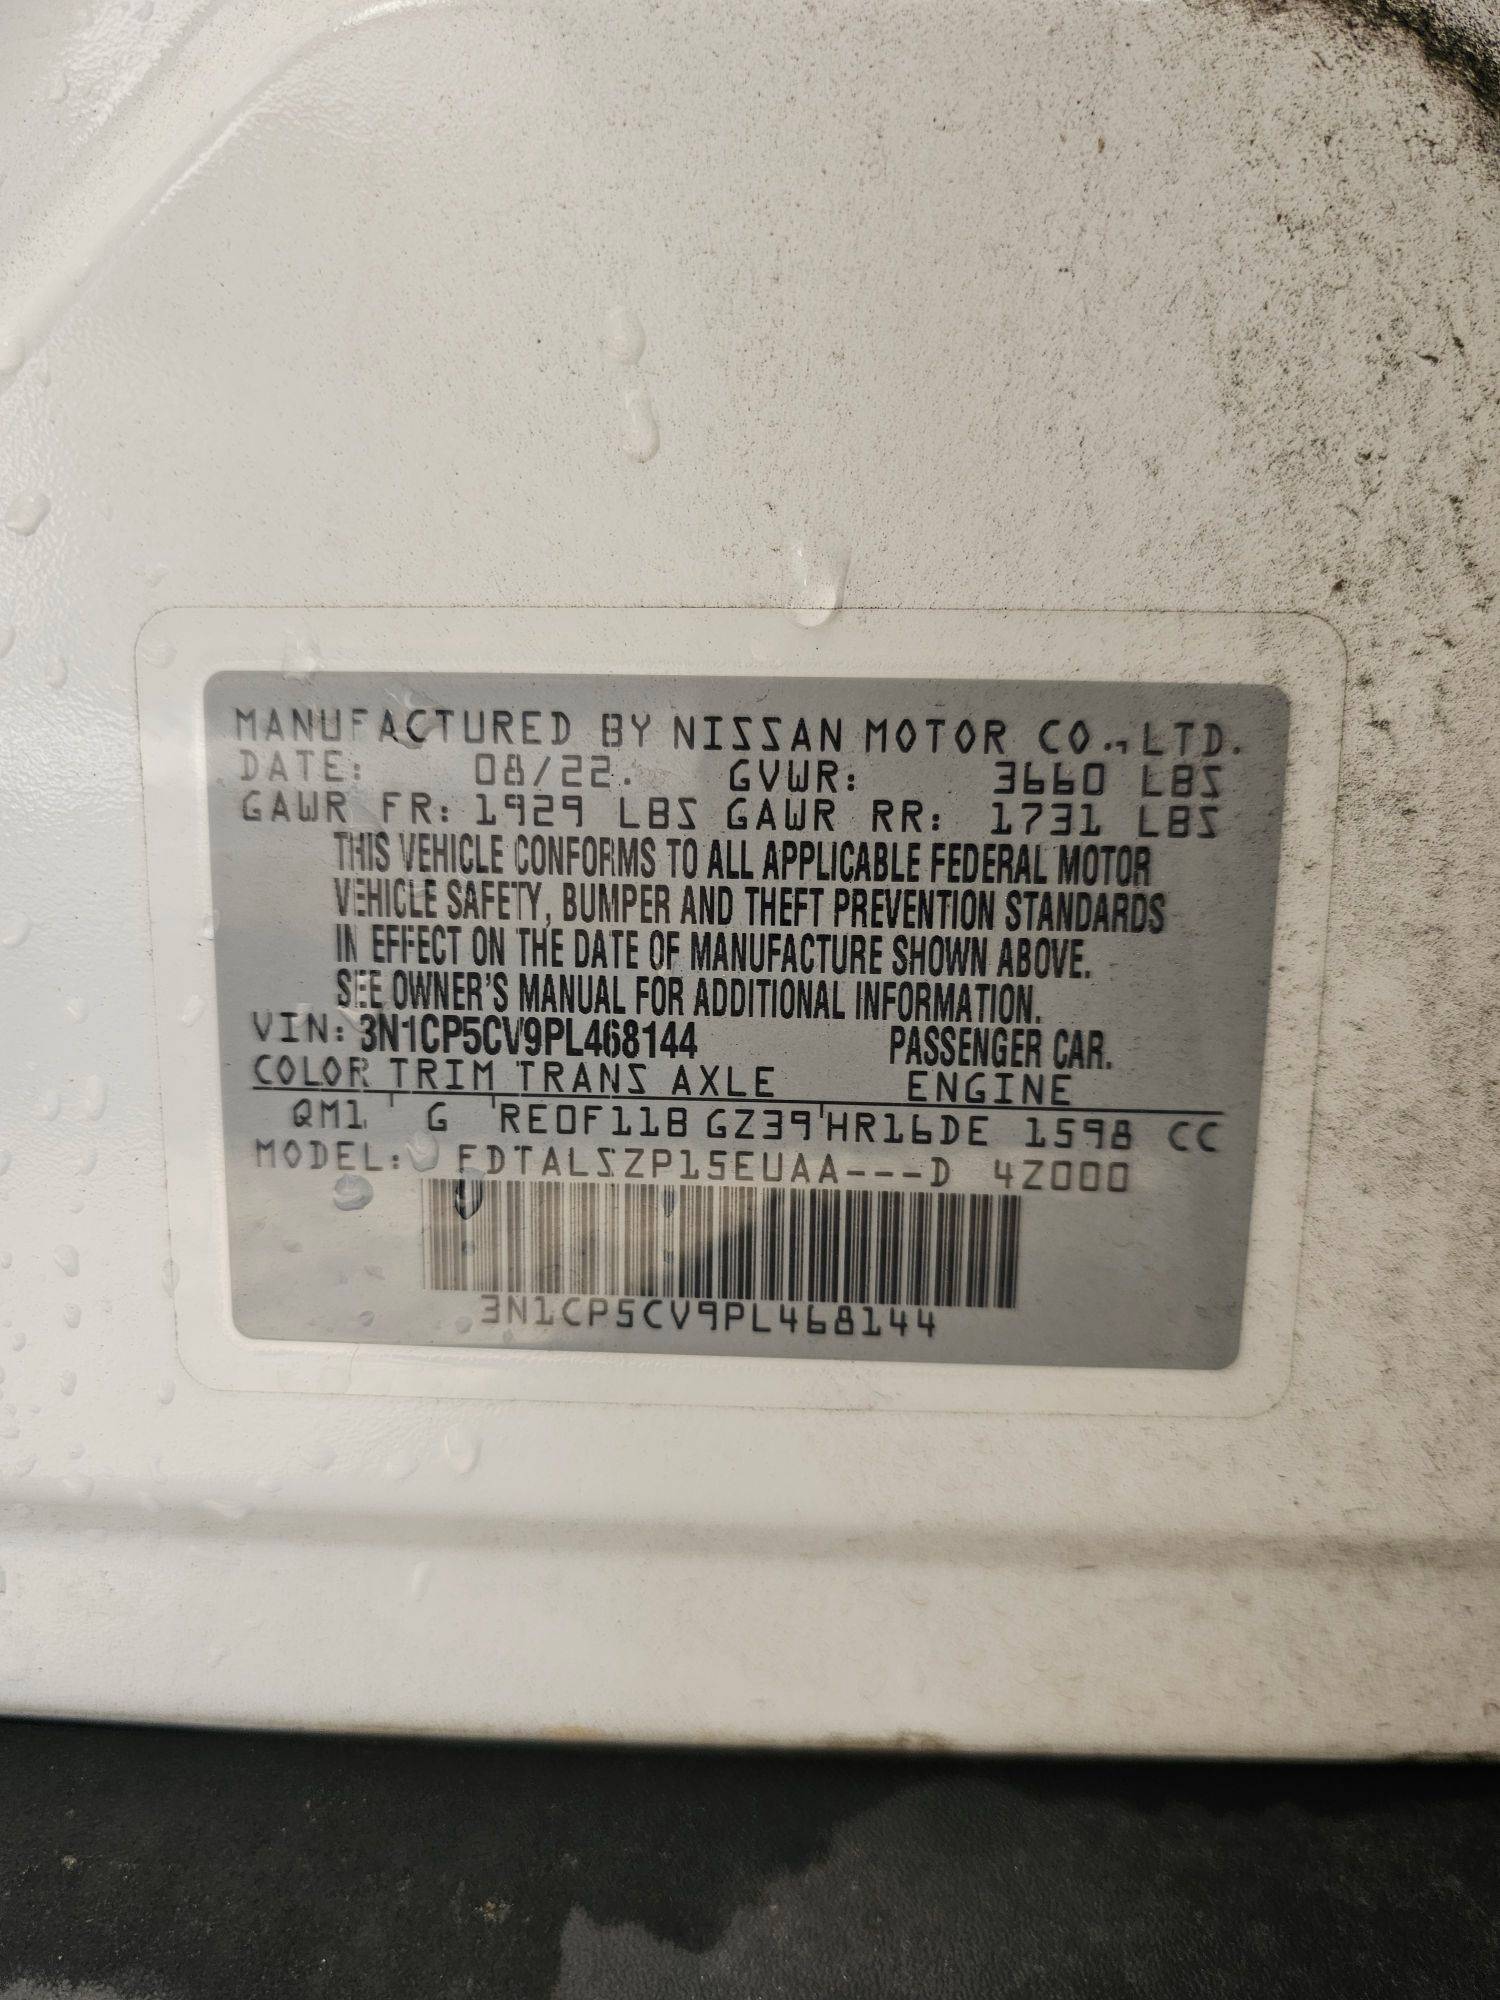 MANUFACTURED BY NISSAN MOTOR CO., LTD.
DATE: 08/22. GVWR: 3660 LBS
GAWR FR: 1929 LBS GAWR RR: 1731 LBS
THIS VEHICLE CONFORMS TO ALL APPLICABLE FEDERAL MOTOR
VEHICLE SAFETY, BUMPER AND THEFT PREVENTION STANDARDS
IN EFFECT ON THE DATE OF MANUFACTURE SHOWN ABOVE.
SEE OWNER'S MANUAL FOR ADDITIONAL INFORMATION.
VIN: 3N1CP5CV9PL468144 PASSENGER CAR.
COLOR TRIM TRANS AXLE ENGINE
QM1 G RE0F11B GZ39 HR16DE 1598 CC
MODEL: FDTALSZP15EUAA---D 4Z000
3N1CP5CV9PL468144